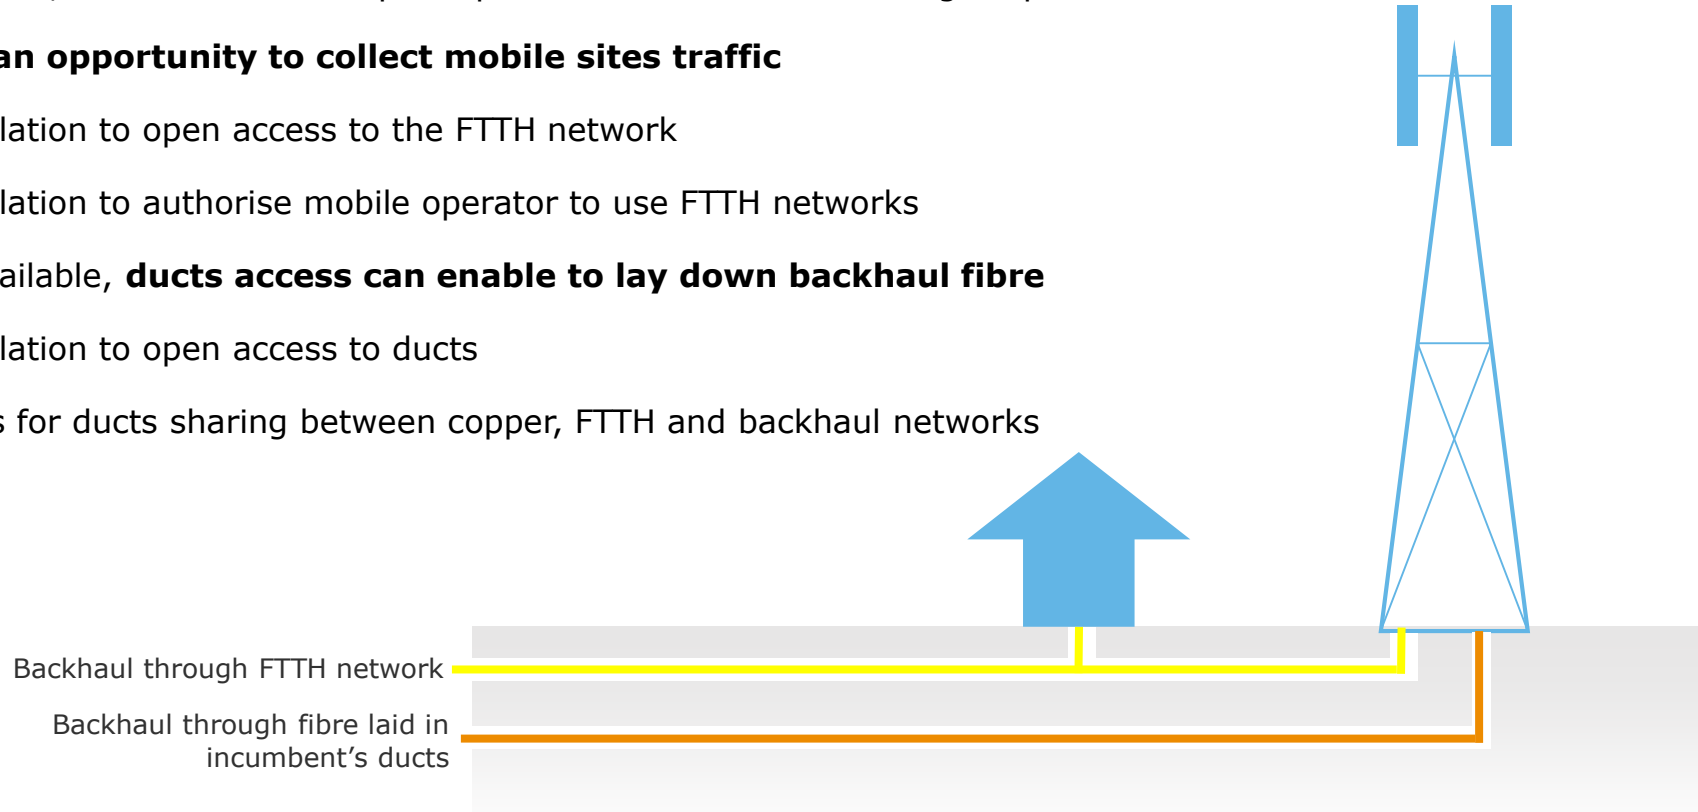 an opportunity to collect mobile sites traffic
lation to open access to the FTTH network
lation to authorise mobile operator to use FTTH networks
ailable, ducts access can enable to lay down backhaul fibre
lation to open access to ducts
s for ducts sharing between copper, FTTH and backhaul networks
Backhaul through FTTH network
Backhaul through fibre laid in
incumbent’s ducts